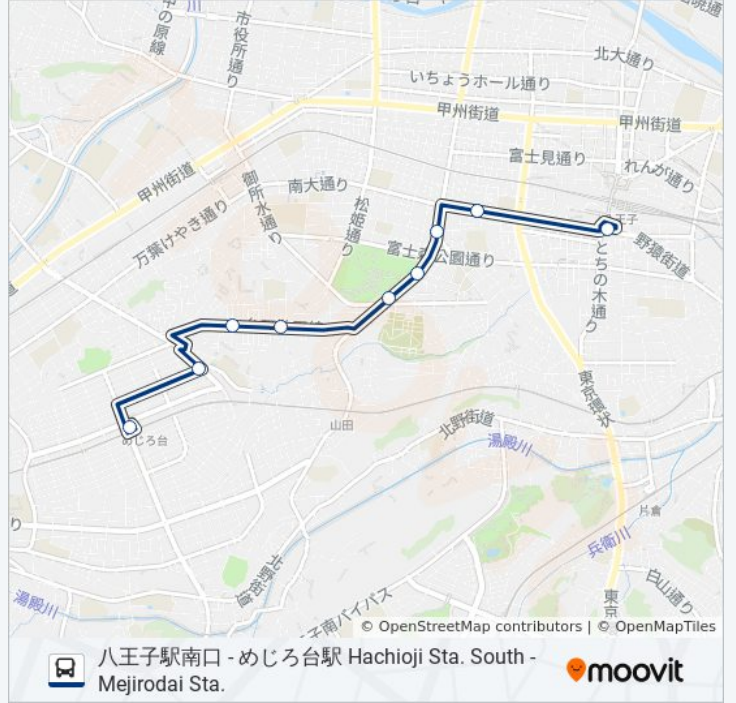 市役所通り
北大通り
いちょうホール通り
甲州街道
甲州街道
富士見通り
れんが通り
甲州街道
御所水通り
南大通り
松姫通り
万葉けやき通り
富士森公園通り
野猿街道
とちの木通り
東京環状
めじろ台
山田
北野街道
湯殿川
片倉
兵衛川
北野街道
白山通り
湯殿川
子南バイパス
東京
© OpenStreetMap contributors | © OpenMapTiles
八王子駅南口 - めじろ台駅 Hachioji Sta. South -
Mejirodai Sta.
moovit